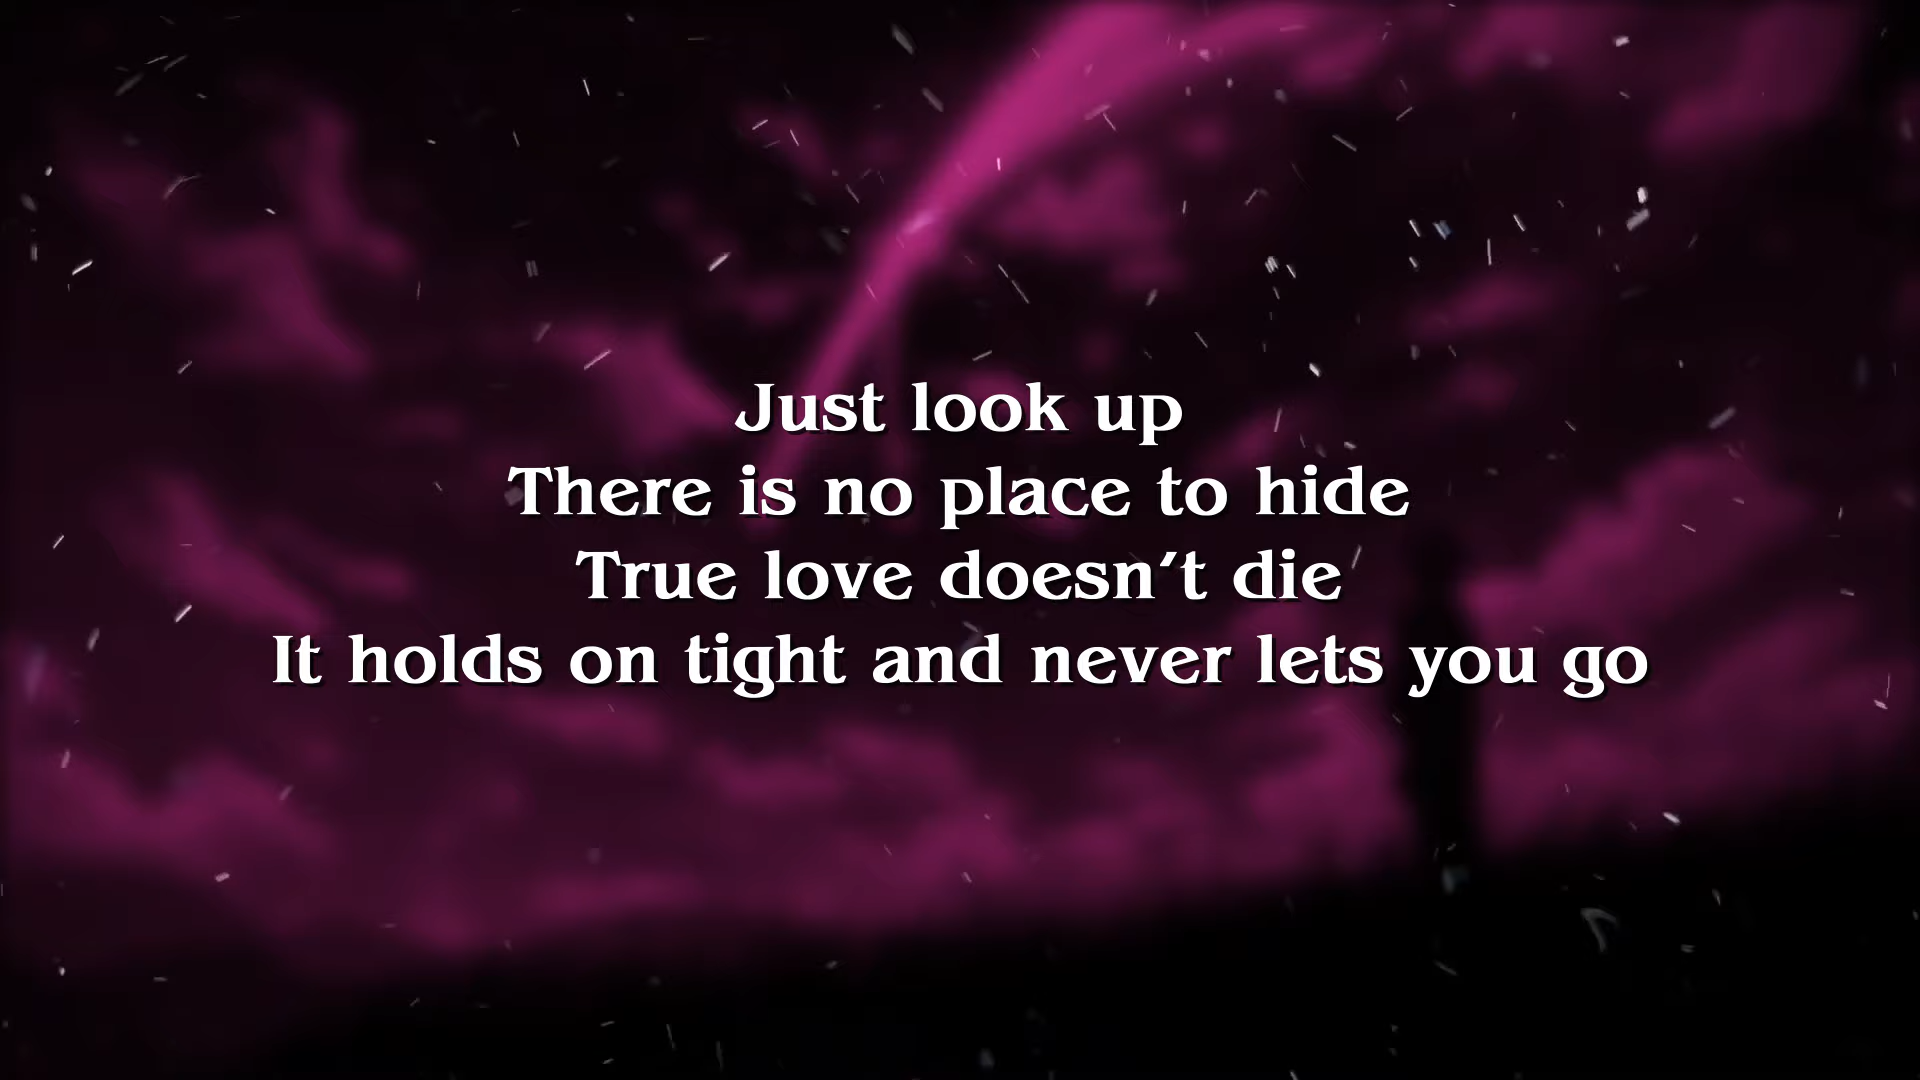 Just look up
There is no place to hide
True love doesn’t die
It holds on tight and never lets you go